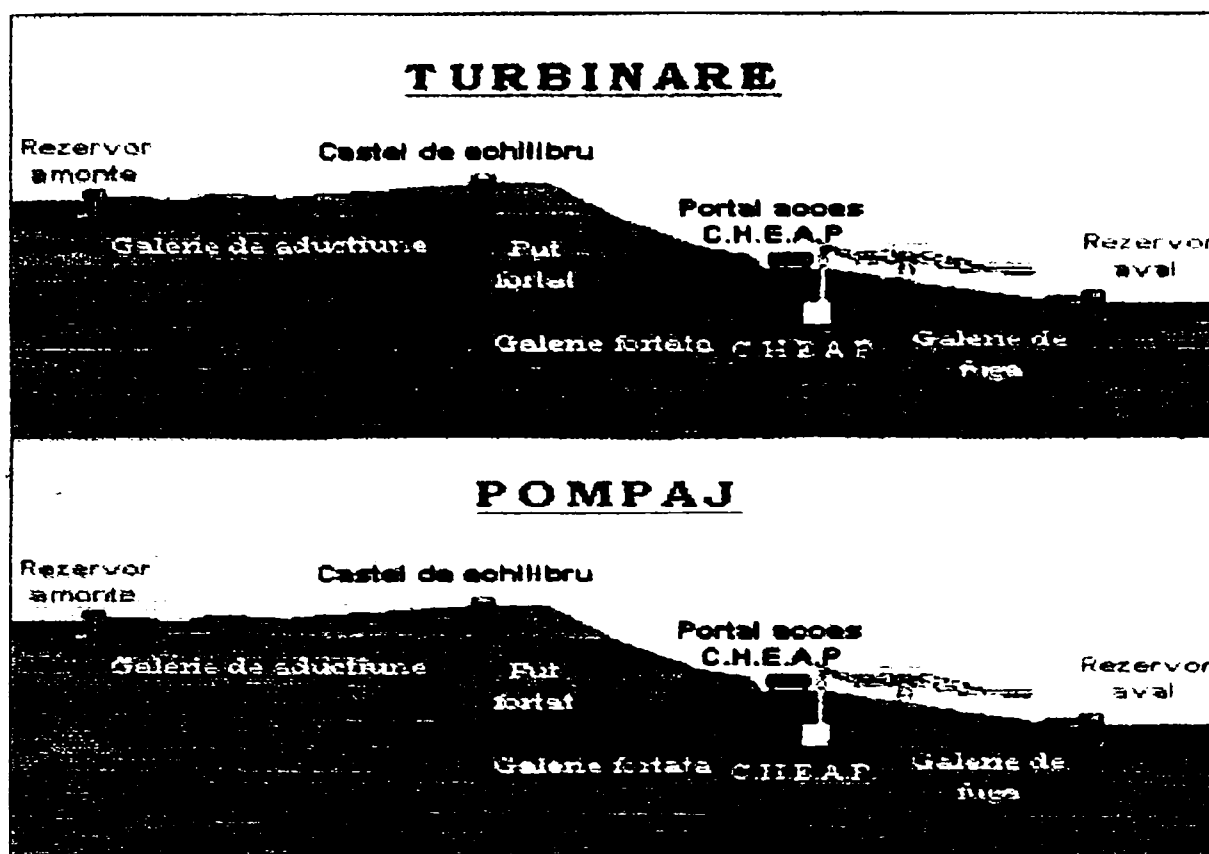 TURBINARE
Rezervor
amonte
Castel de echilibru
Portal acces
C.H.E.A.P
Rezervor
aval
Galerie de aductiune
Put
fortat
Galerie fortata
C.H.E.A.P.
Galerie de
fuga
POMPAJ
Rezervor
amonte
Castel de echilibru
Portal acces
C.H.E.A.P
Rezervor
aval
Galerie de aductiune
Put
fortat
Galerie fortata
C.H.E.A.P.
Galerie de
fuga